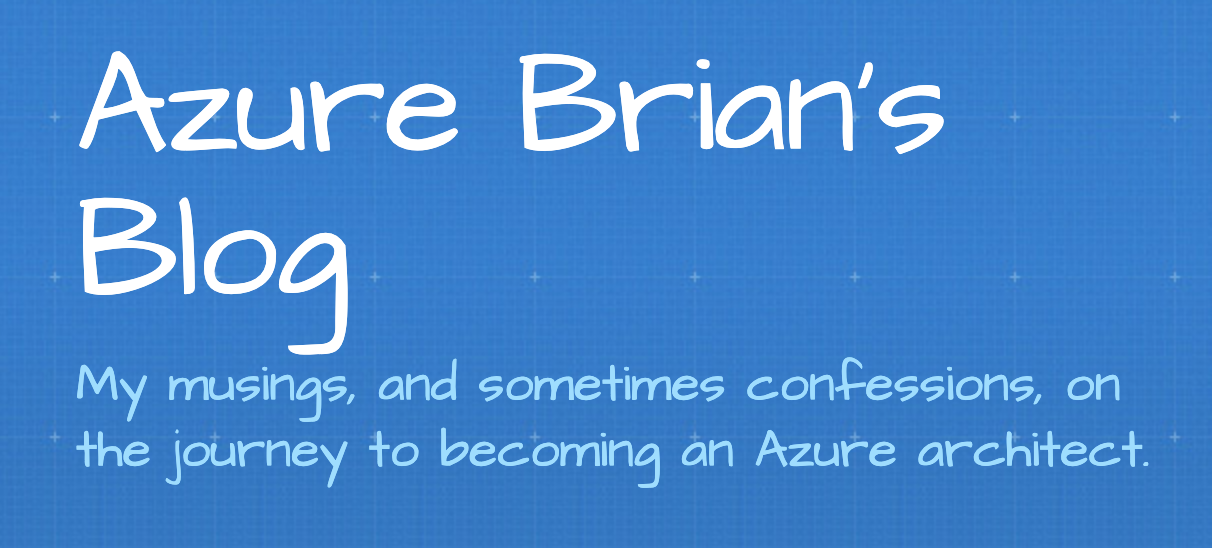 Azure Brian's
Blog
My musings, and sometimes confessions, on
the journey to becoming an Azure architect.